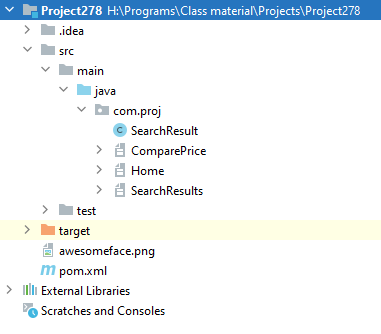 Project278 H:\Programs\Class material\Projects\Project278
.idea
src
main
java
com.proj
SearchResult
ComparePrice
Home
SearchResults
test
target
awesomeface.png
pom.xml
External Libraries
Scratches and Consoles